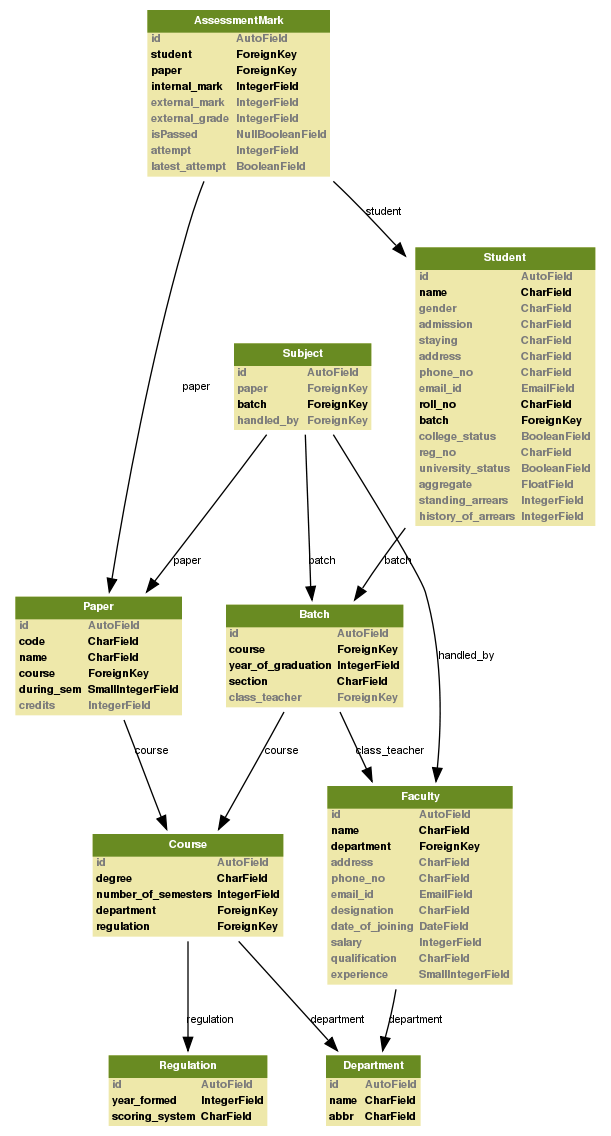 AssessmentMark
id AutoField
student ForeignKey
paper ForeignKey
internal_mark IntegerField
external_mark IntegerField
external_grade IntegerField
isPassed NullBooleanField
attempt IntegerField
latest_attempt BooleanField
student
Student
id AutoField
name CharField
gender CharField
admission CharField
staying CharField
address CharField
phone_no CharField
email_id EmailField
roll_no CharField
batch ForeignKey
college_status BooleanField
reg_no CharField
university_status BooleanField
aggregate FloatField
standing_arrears IntegerField
history_of_arrears IntegerField
Subject
id AutoField
paper ForeignKey
batch ForeignKey
handled_by ForeignKey
paper
paper
batch
batch
handled_by
Paper
id AutoField
code CharField
name CharField
course ForeignKey
during_sem SmallIntegerField
credits IntegerField
Batch
id AutoField
course ForeignKey
year_of_graduation IntegerField
section CharField
class_teacher ForeignKey
course
course
class_teacher
Faculty
id AutoField
name CharField
department ForeignKey
address CharField
phone_no CharField
email_id EmailField
designation CharField
date_of_joining DateField
salary IntegerField
qualification CharField
experience SmallIntegerField
Course
id AutoField
degree CharField
number_of_semesters IntegerField
department ForeignKey
regulation ForeignKey
regulation
department
department
Regulation
id AutoField
year_formed IntegerField
scoring_system CharField
Department
id AutoField
name CharField
abbr CharField